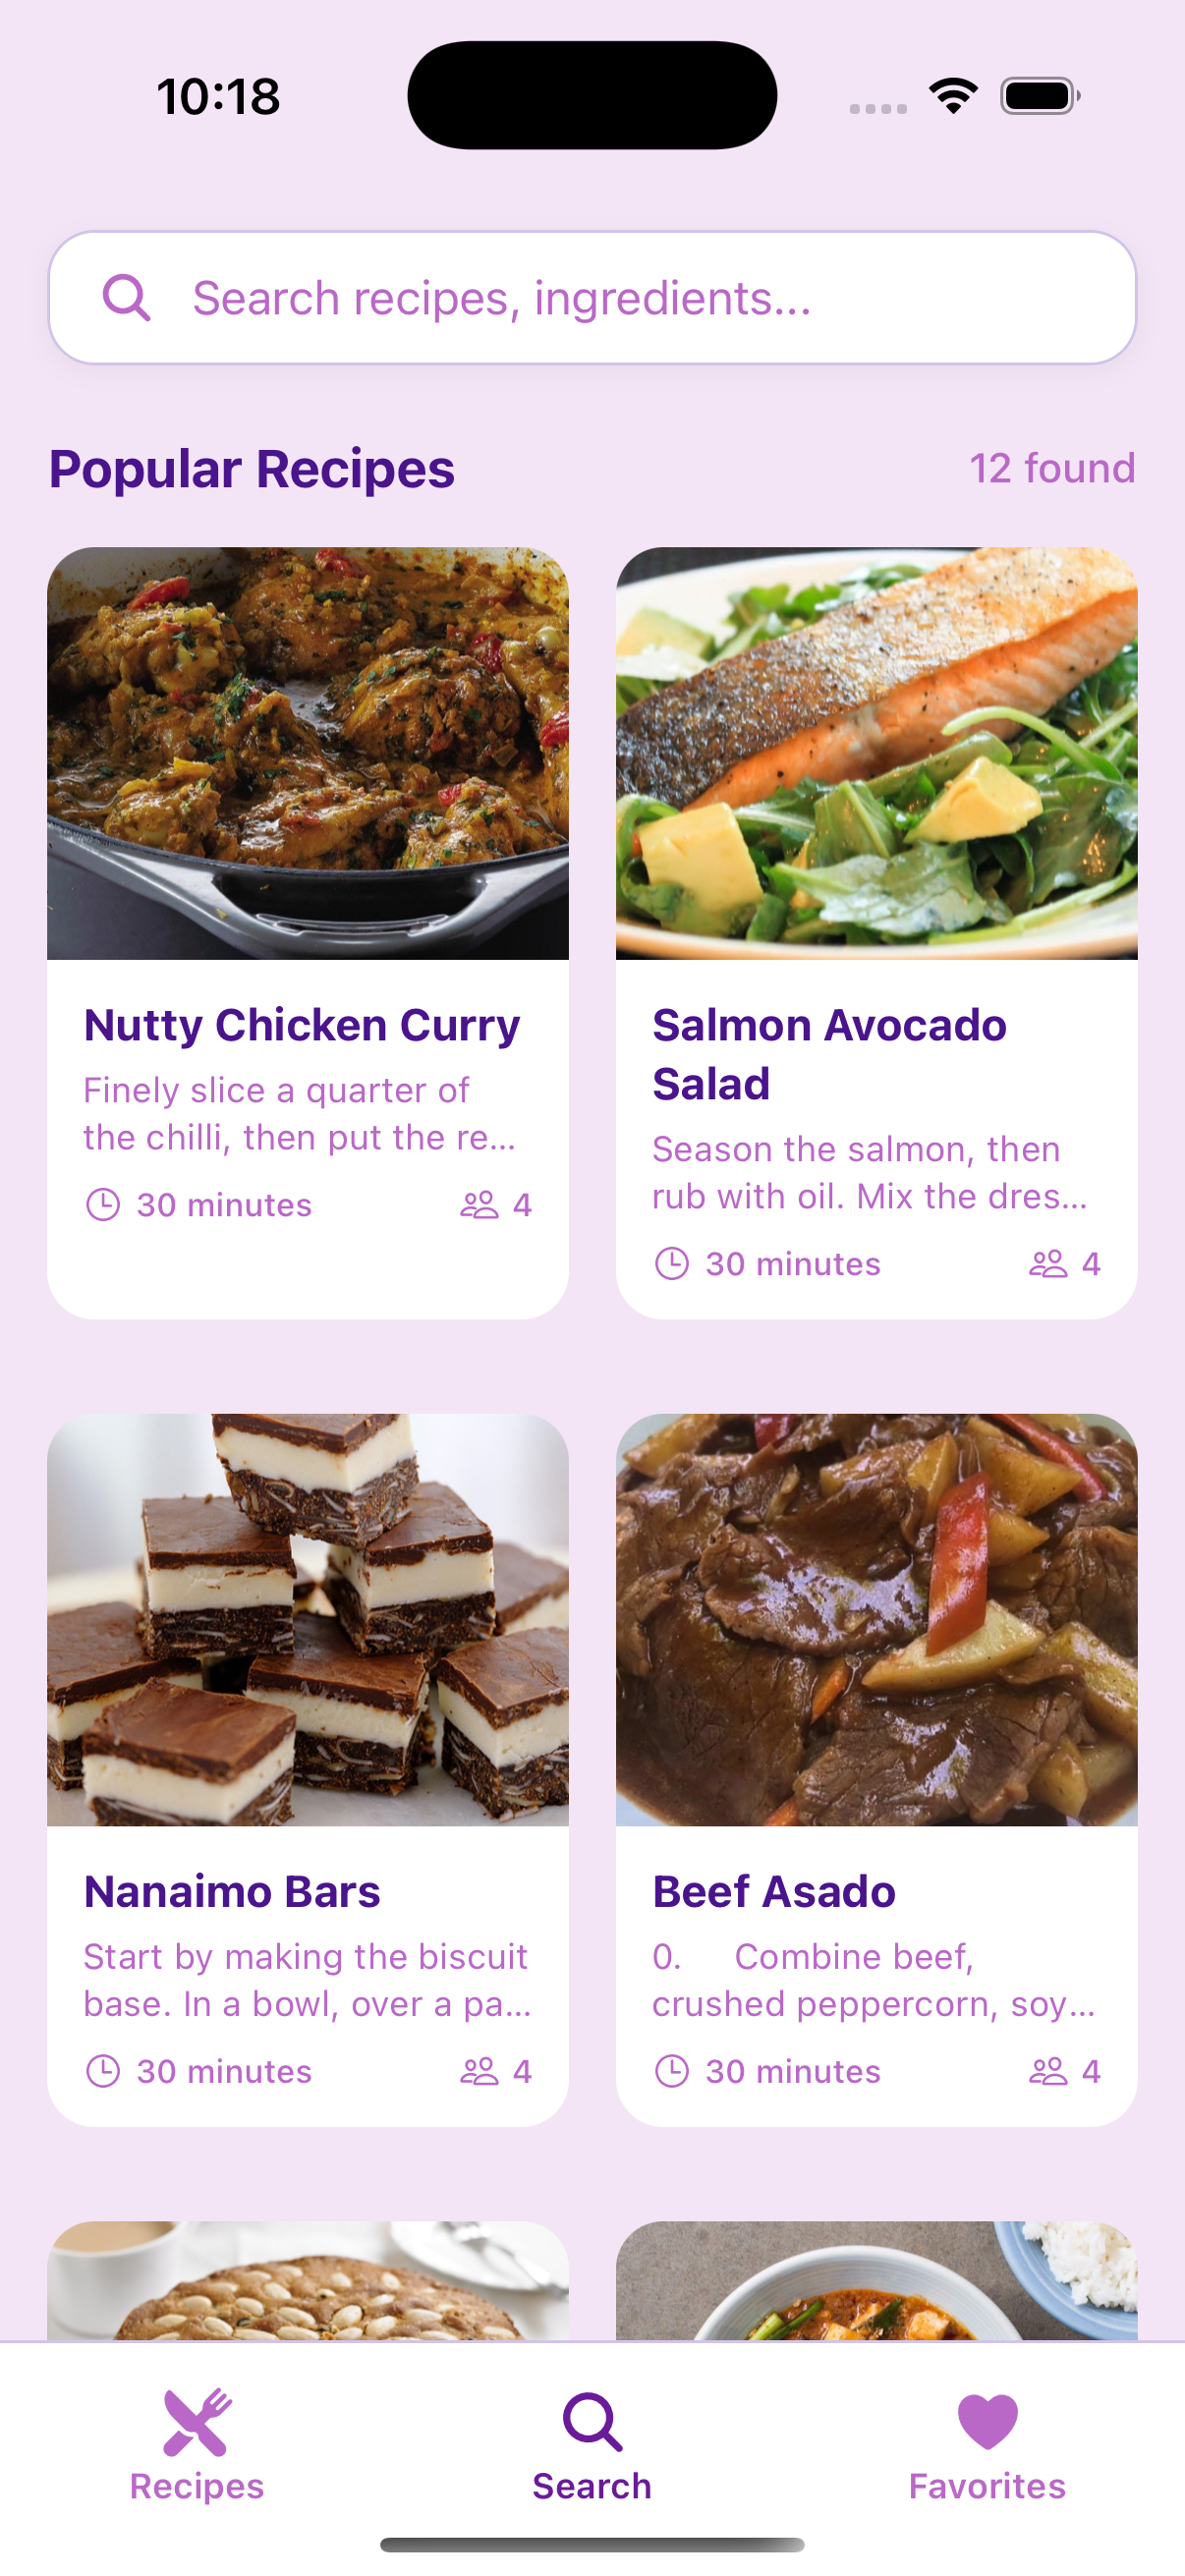 10:18
Search recipes, ingredients...
Popular Recipes
12 found
Nutty Chicken Curry
Finely slice a quarter of
the chilli, then put the re...
30 minutes
4
Salmon Avocado
Salad
Season the salmon, then
rub with oil. Mix the dres...
30 minutes
4
Nanaimo Bars
Start by making the biscuit
base. In a bowl, over a pa...
30 minutes
4
Beef Asado
0. Combine beef,
crushed peppercorn, soy...
30 minutes
4
Recipes
Search
Favorites